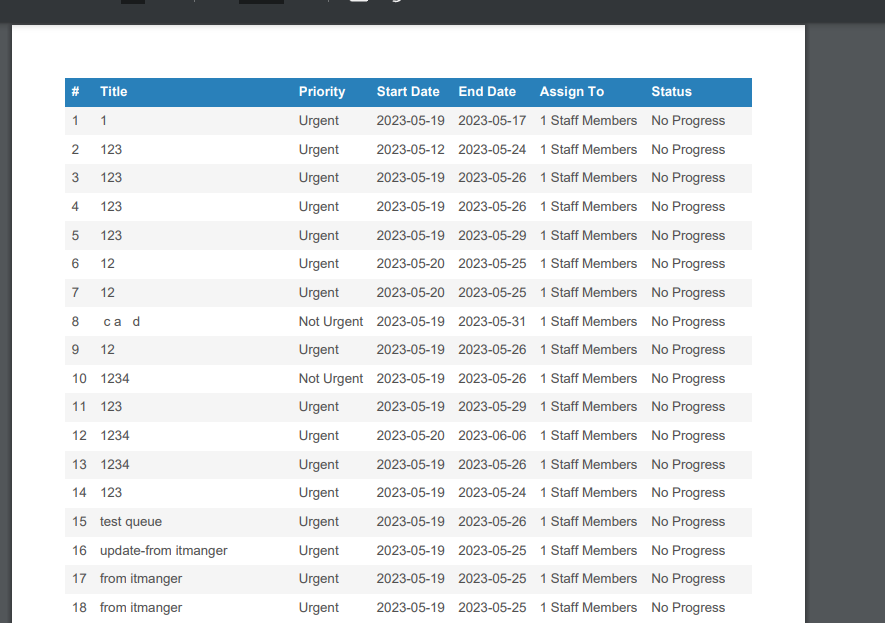 # Title Priority Start Date End Date Assign To Status
1 1 Urgent 2023-05-19 2023-05-17 1 Staff Members No Progress
2 123 Urgent 2023-05-12 2023-05-24 1 Staff Members No Progress
3 123 Urgent 2023-05-19 2023-05-26 1 Staff Members No Progress
4 123 Urgent 2023-05-19 2023-05-26 1 Staff Members No Progress
5 123 Urgent 2023-05-19 2023-05-29 1 Staff Members No Progress
6 12 Urgent 2023-05-20 2023-05-25 1 Staff Members No Progress
7 12 Urgent 2023-05-20 2023-05-25 1 Staff Members No Progress
8 c a d Not Urgent 2023-05-19 2023-05-31 1 Staff Members No Progress
9 12 Urgent 2023-05-19 2023-05-26 1 Staff Members No Progress
10 1234 Not Urgent 2023-05-19 2023-05-26 1 Staff Members No Progress
11 123 Urgent 2023-05-19 2023-05-29 1 Staff Members No Progress
12 1234 Urgent 2023-05-20 2023-06-06 1 Staff Members No Progress
13 1234 Urgent 2023-05-19 2023-05-26 1 Staff Members No Progress
14 123 Urgent 2023-05-19 2023-05-24 1 Staff Members No Progress
15 test queue Urgent 2023-05-19 2023-05-26 1 Staff Members No Progress
16 update-from itmanger Urgent 2023-05-19 2023-05-25 1 Staff Members No Progress
17 from itmanger Urgent 2023-05-19 2023-05-25 1 Staff Members No Progress
18 from itmanger Urgent 2023-05-19 2023-05-25 1 Staff Members No Progress